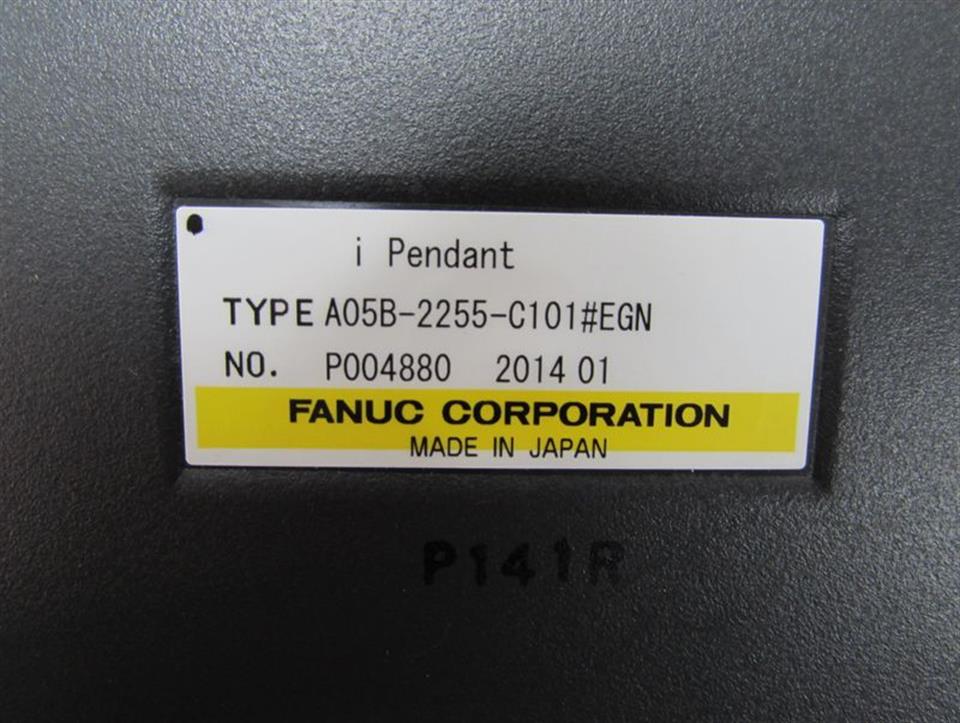 i Pendant
TYPE A05B-2255-C101#EGN
NO. P004880 2014 01
FANUC CORPORATION
MADE IN JAPAN
P141R